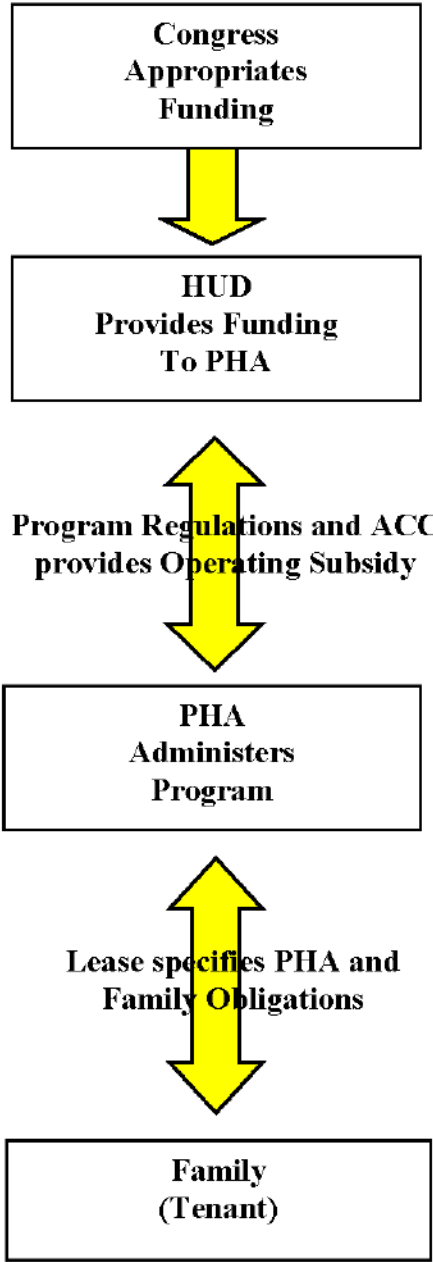 Congress
Appropriates
Funding
HUD
Provides Funding
To PHA
Program Regulations and ACC
provides Operating Subsidy
PHA
Administers
Program
Lease specifies PHA and
Family Obligations
Family
(Tenant)